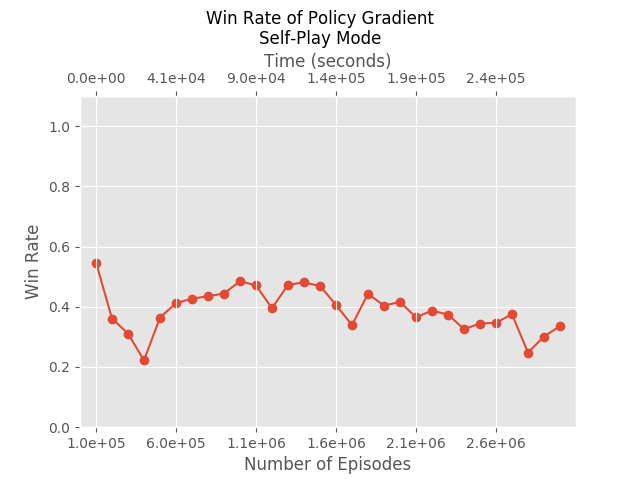 Win Rate of Policy Gradient
Self-Play Mode
Time (seconds)
0.0e+00 4.1e+04 9.0e+04 1.4e+05 1.9e+05 2.4e+05
1.0
0.8
0.6
0.4
0.2
0.0
Win Rate
1.0e+05 6.0e+05 1.1e+06 1.6e+06 2.1e+06 2.6e+06
Number of Episodes